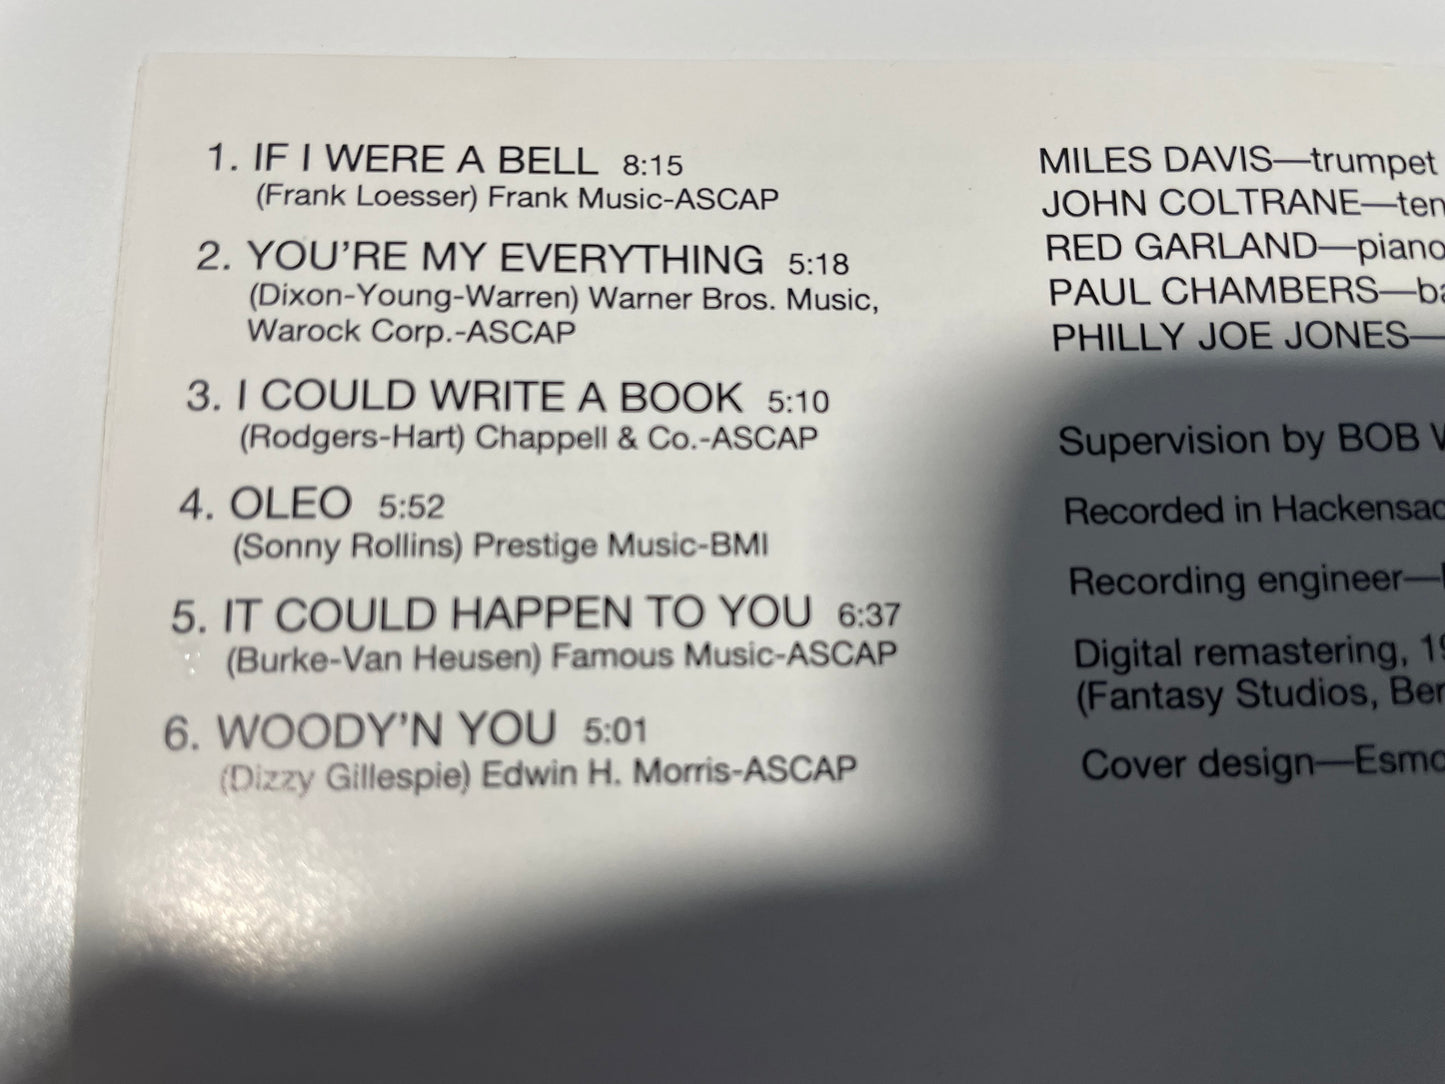 1. IF I WERE A BELL 8:15
(Frank Loesser) Frank Music-ASCAP
2. YOU'RE MY EVERYTHING 5:18
(Dixon-Young-Warren) Warner Bros. Music,
Warock Corp.-ASCAP
3. I COULD WRITE A BOOK 5:10
(Rodgers-Hart) Chappell & Co.-ASCAP
4. OLEO 5:52
(Sonny Rollins) Prestige Music-BMI
5. IT COULD HAPPEN TO YOU 6:37
(Burke-Van Heusen) Famous Music-ASCAP
6. WOODY'N YOU 5:01
(Dizzy Gillespie) Edwin H. Morris-ASCAP
MILES DAVIS—trumpet
JOHN COLTRANE—
RED GARLAND—piano
PAUL CHAMBERS—
PHILLY JOE JONES—
Supervision by BOB
Recorded in
Recording engineer—
Digital remastering,
(Fantasy Studios,
Cover design—